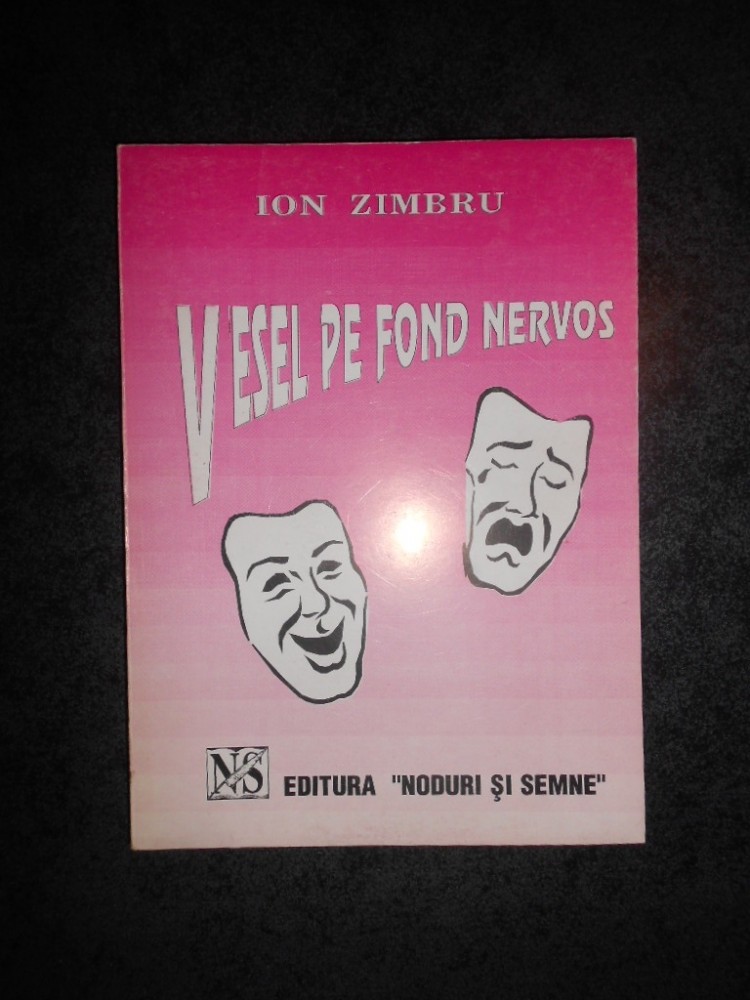 ION ZIMBRU
VESEL PE FOND NERVOS
NS EDITURA "NODURI ŞI SEMNE"